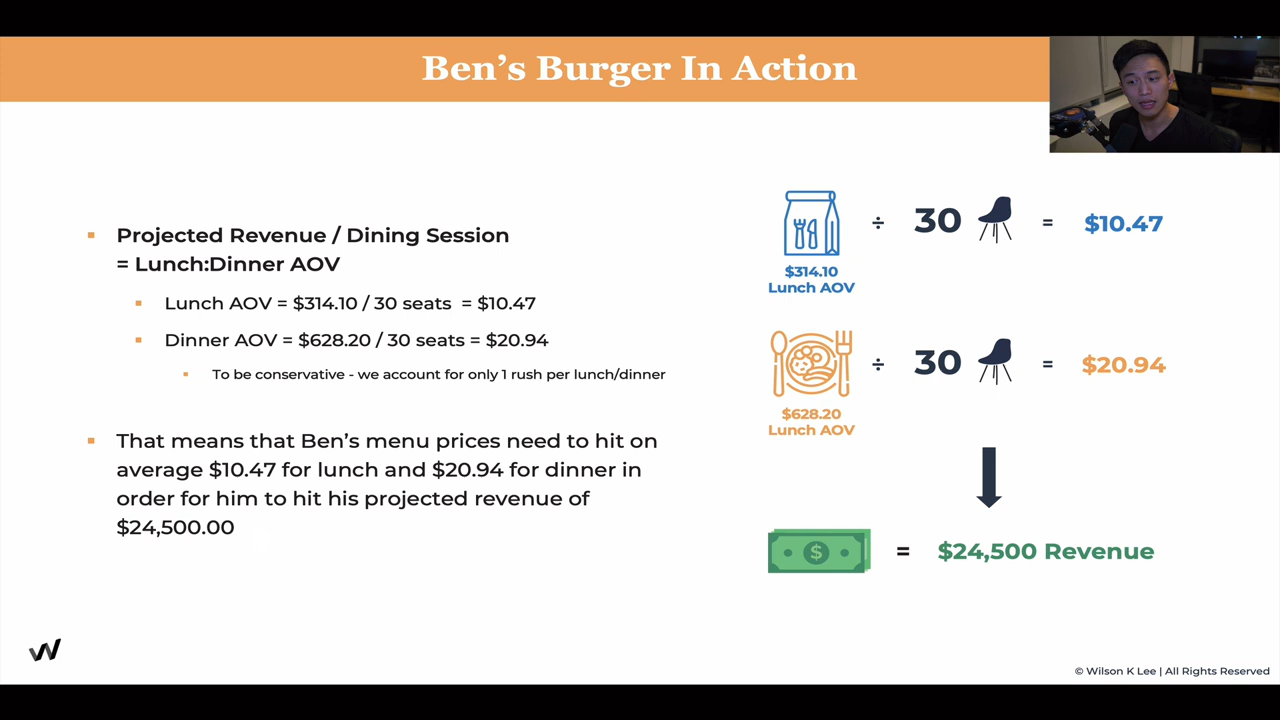 Ben’s Burger In Action
Projected Revenue / Dining Session
= Lunch:Dinner AOV
Lunch AOV = $314.10 / 30 seats = $10.47
Dinner AOV = $628.20 / 30 seats = $20.94
To be conservative - we account for only 1 rush per lunch/dinner
That means that Ben’s menu prices need to hit on
average $10.47 for lunch and $20.94 for dinner in
order for him to hit his projected revenue of
$24,500.00
÷ 30 = $10.47
$314.10
Lunch AOV
÷ 30 = $20.94
$628.20
Lunch AOV
$ = $24,500 Revenue
W
© Wilson K Lee | All Rights Reserved